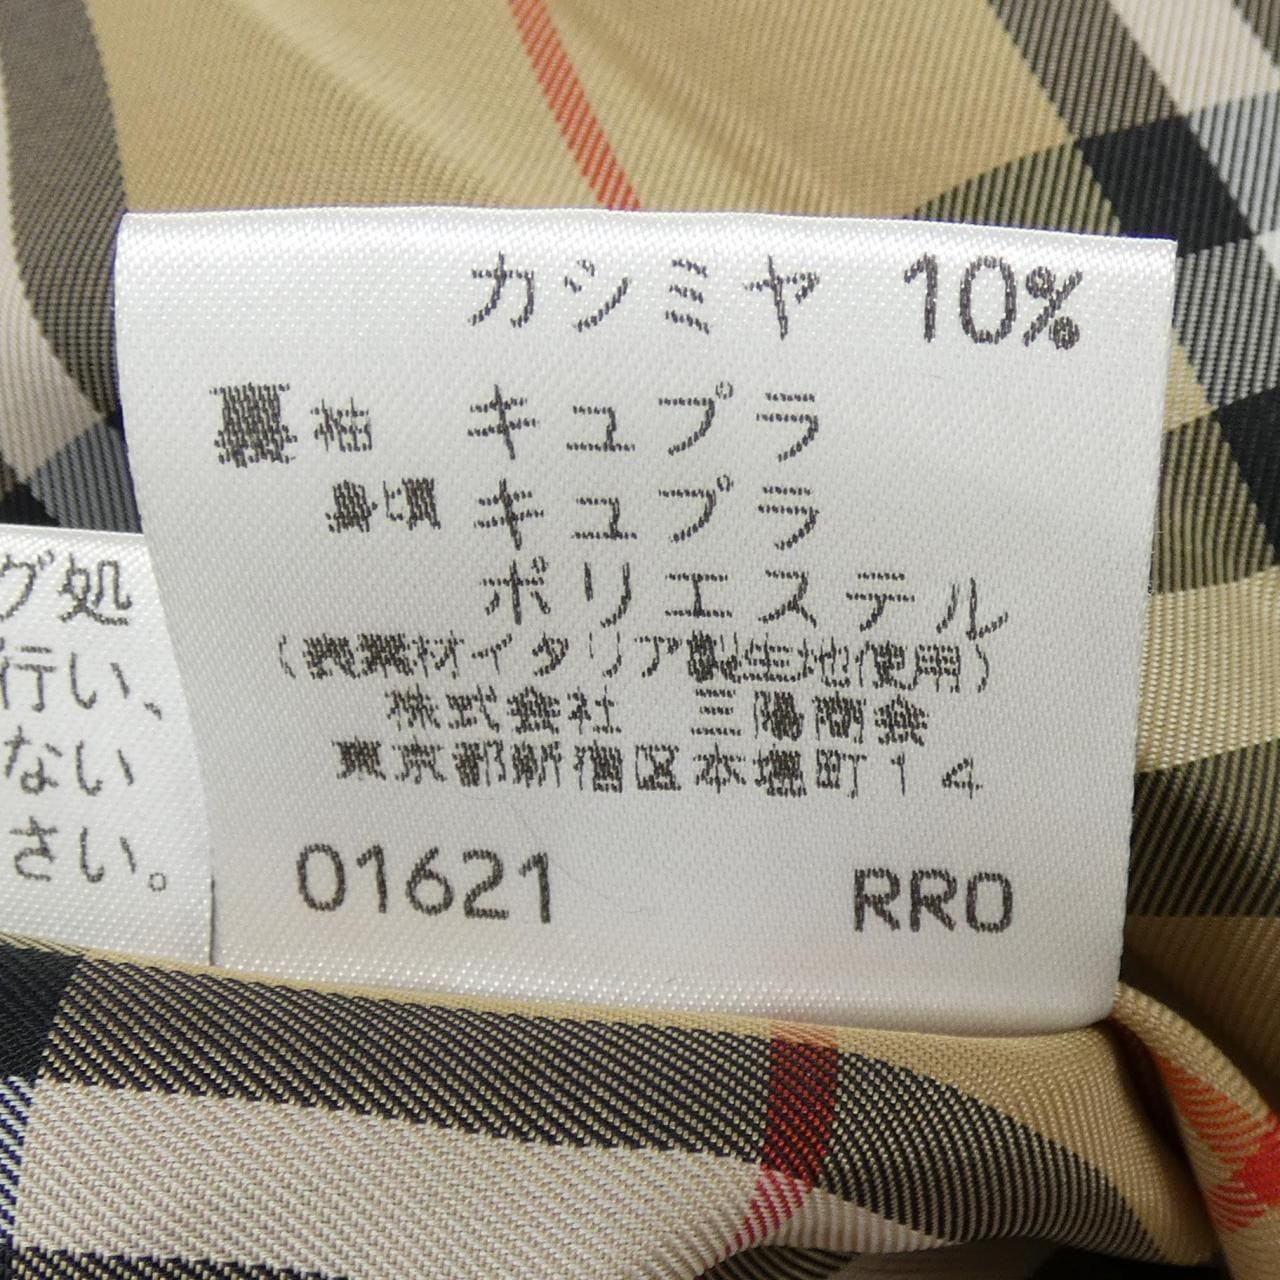 カシミヤ 10%
裏袖 キュプラ
身頃 キュプラ
ポリエステル
(表素材イタリア製生地使用)
株式会社 三陽商会
東京都新宿区本塩町14
01621 RRO
グ処
行い、
ない
さい。